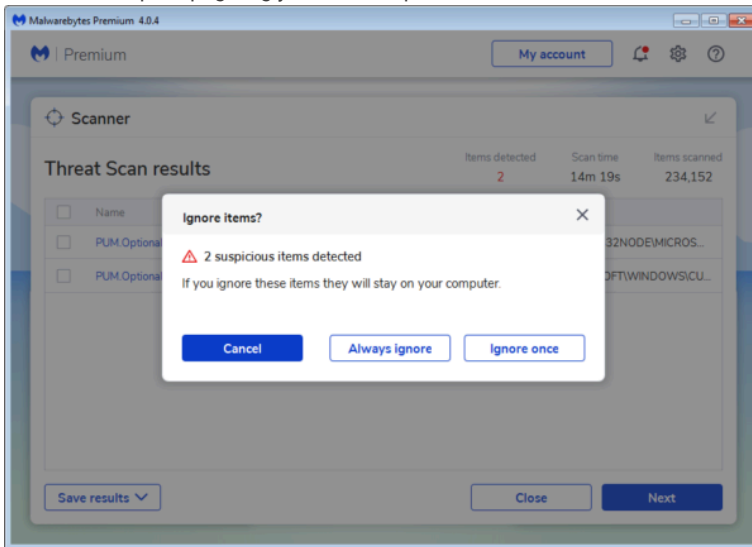 Malwarebytes Premium 4.0.4
Premium
My account
Scanner
Threat Scan results
Items detected
2
Scan time
14m 19s
Items scanned
234,152
Name
PUM.Optional
32NODE\MICROS...
PUM.Optional
OFT\WINDOWS\CU...
Ignore items?
2 suspicious items detected
If you ignore these items they will stay on your computer.
Cancel
Always ignore
Ignore once
Save results
Close
Next